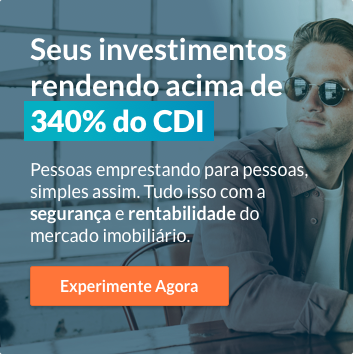 Seus investimentos
rendendo acima de
340% do CDI
Pessoas emprestando para pessoas,
simples assim. Tudo isso com a
segurança e rentabilidade do
mercado imobiliário.
Experimente Agora